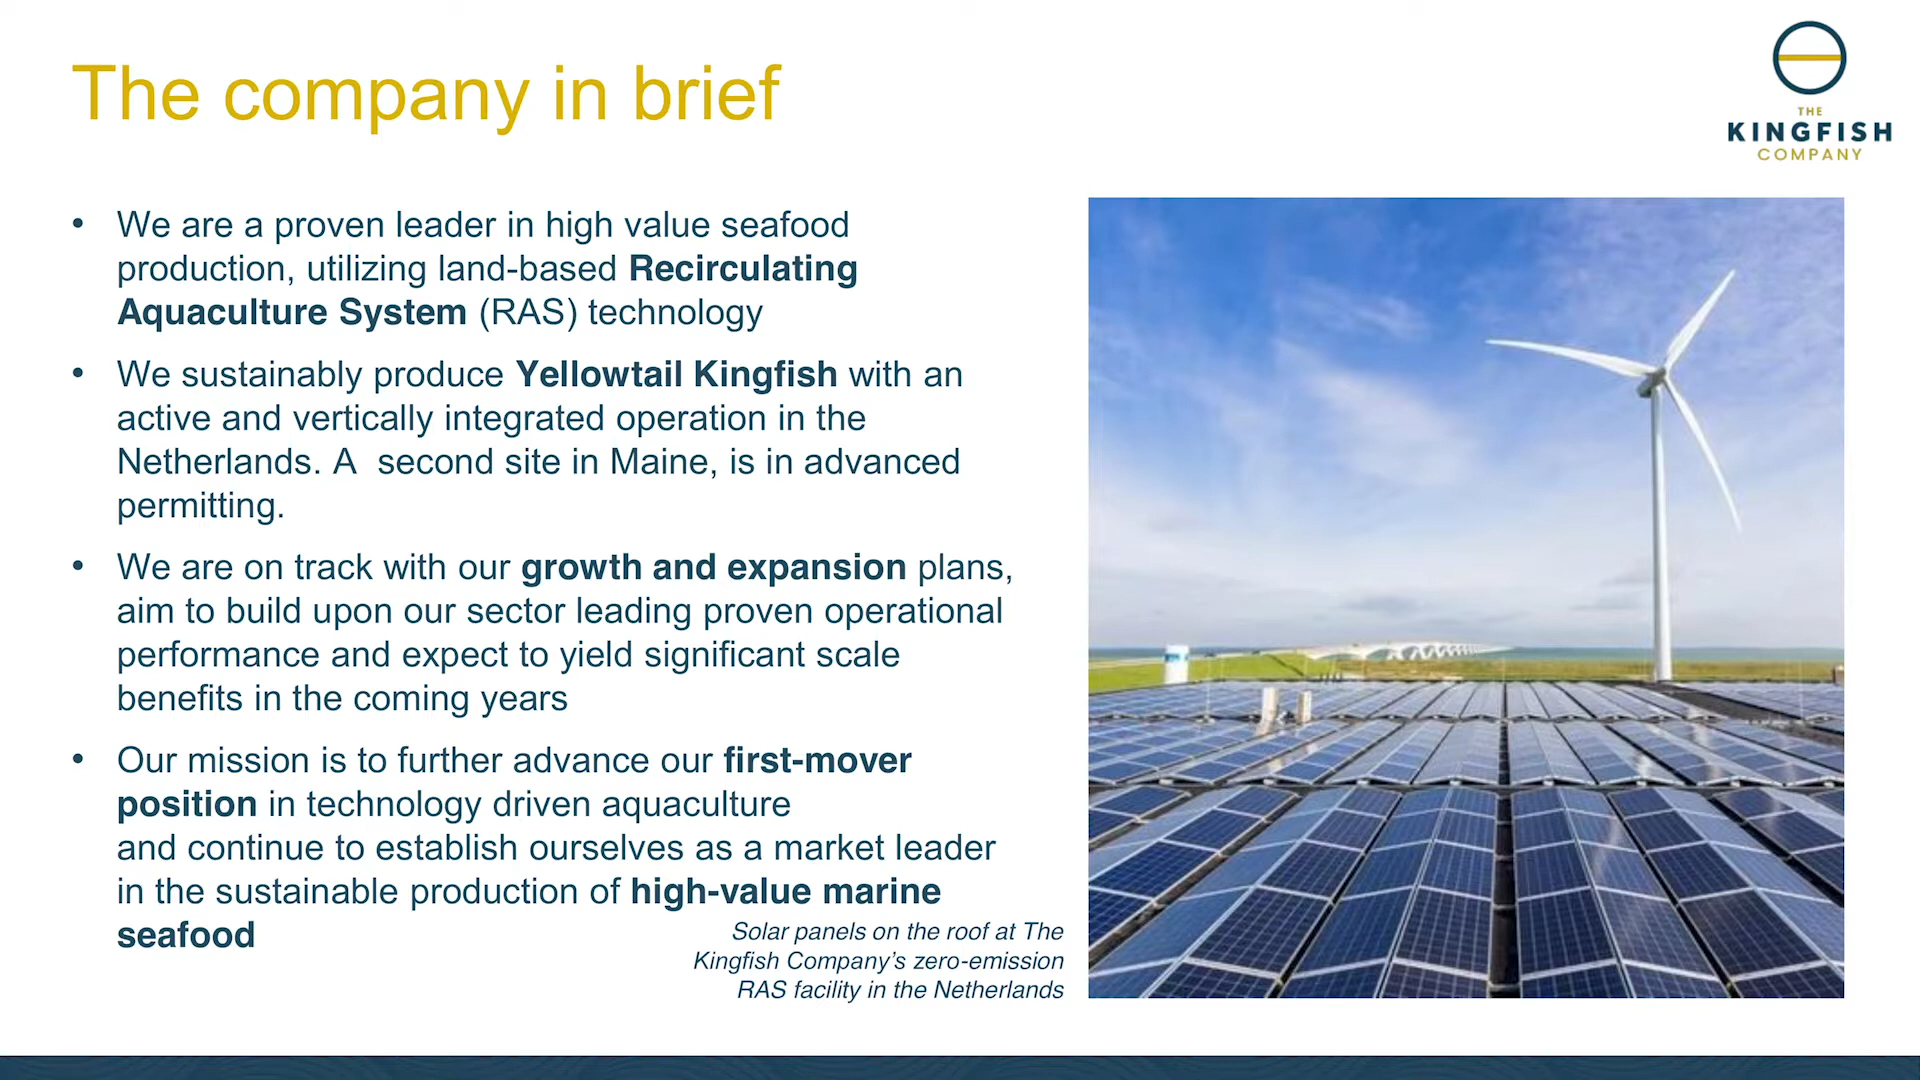 The company in brief
THE
KINGFISH
COMPANY
• We are a proven leader in high value seafood
production, utilizing land-based Recirculating
Aquaculture System (RAS) technology
• We sustainably produce Yellowtail Kingfish with an
active and vertically integrated operation in the
Netherlands. A  second site in Maine, is in advanced
permitting.
• We are on track with our growth and expansion plans,
aim to build upon our sector leading proven operational
performance and expect to yield significant scale
benefits in the coming years
• Our mission is to further advance our first-mover
position in technology driven aquaculture
and continue to establish ourselves as a market leader
in the sustainable production of high-value marine
seafood
Solar panels on the roof at The
Kingfish Company’s zero-emission
RAS facility in the Netherlands